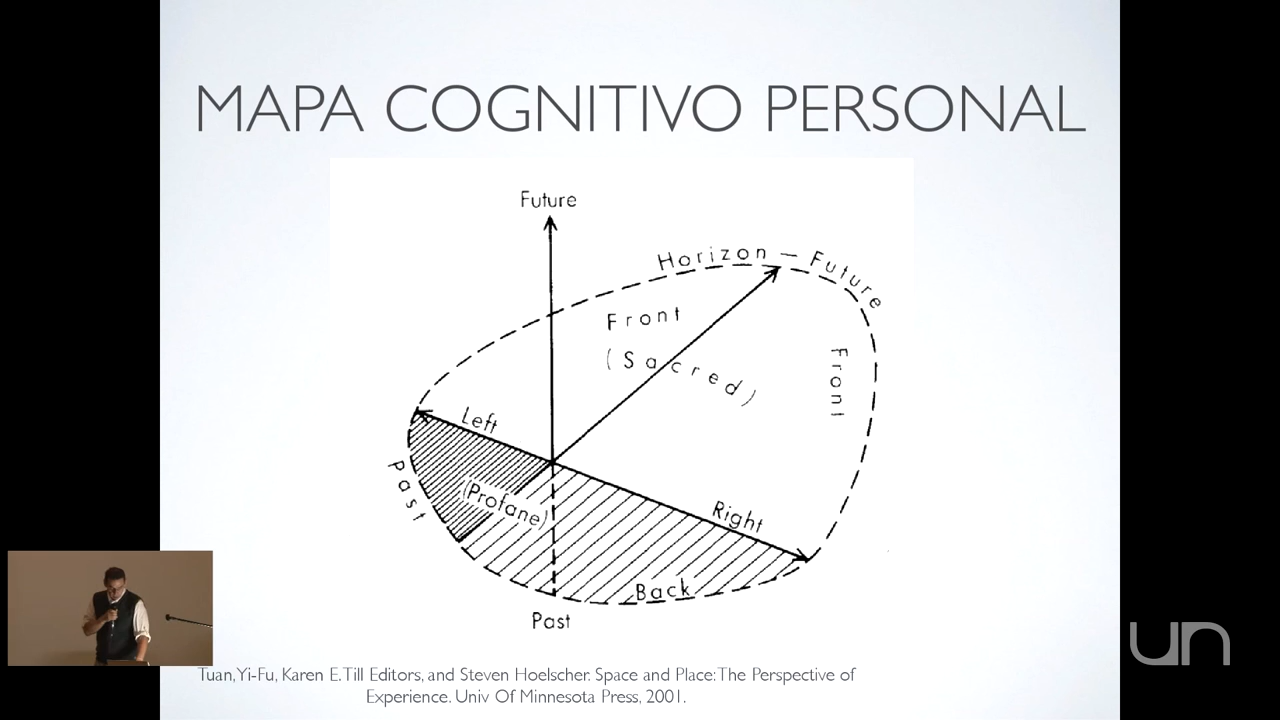 MAPA COGNITIVO PERSONAL
Future
Horizon — Future
Front
(Sacred)
Front
Left
Past
(Profane)
Right
Back
Past
Tuan, Yi-Fu, Karen E. Till Editors, and Steven Hoelscher. Space and Place: The Perspective of
Experience. Univ Of Minnesota Press, 2001.
un